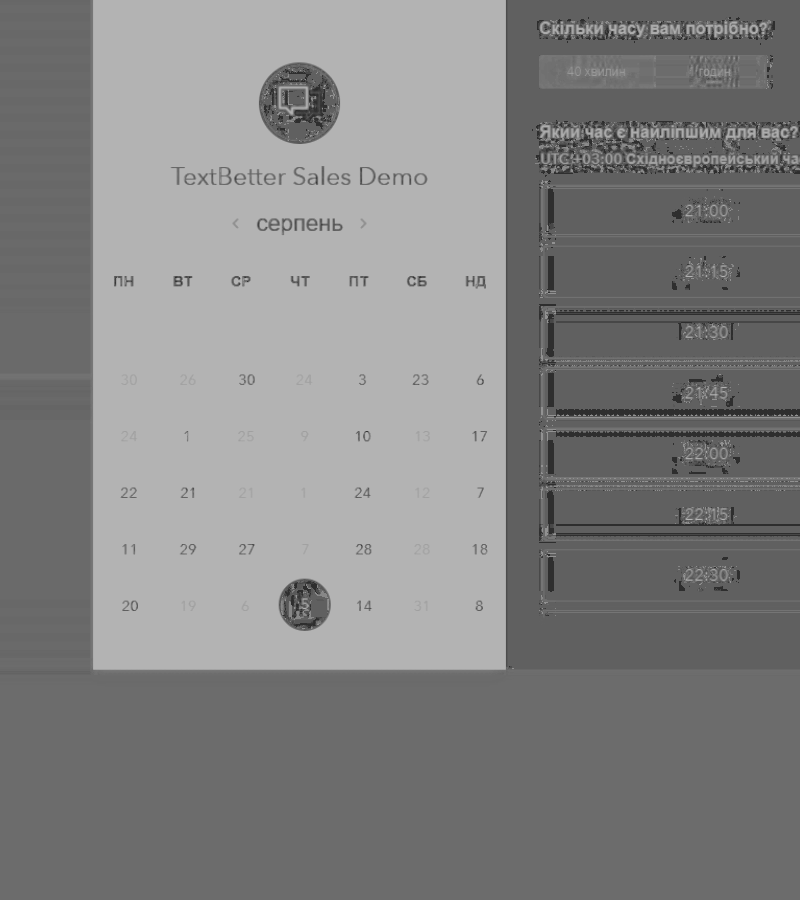 TextBetter Sales Demo
< серпень >
ПН ВТ СР ЧТ ПТ СБ НД
30 26 30 24 3 23 6
24 1 25 9 10 13 17
22 21 21 1 24 12 7
11 29 27 7 28 28 18
20 19 6 5 14 31 8
Скільки часу вам потрібно?
40 хвилин 4 годин
Який час є найліпшим для вас?
UTC+03:00 Східноєвропейський
21:00
21:15
21:30
21:45
22:00
22:15
22:30